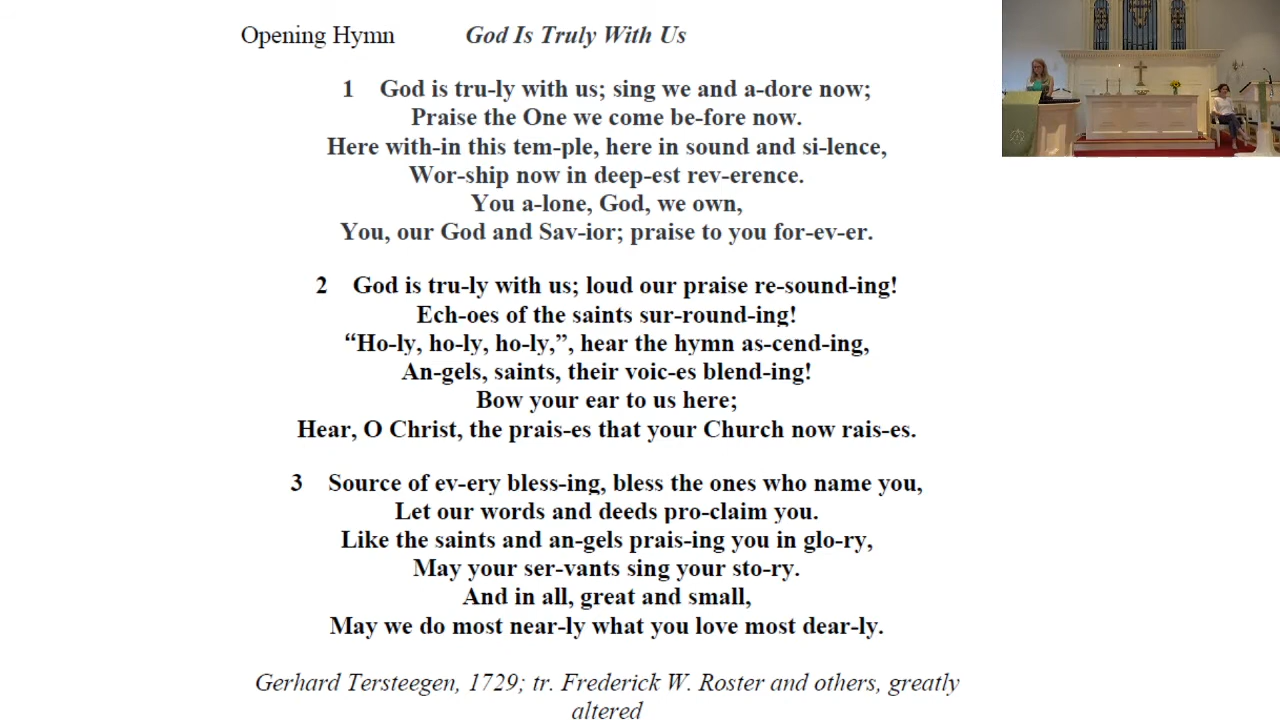 Opening Hymn God Is Truly With Us
1 God is tru-ly with us; sing we and a-dore now;
Praise the One we come be-fore now.
Here with-in this tem-ple, here in sound and si-lence,
Wor-ship now in deep-est rev-erence.
You a-lone, God, we own,
You, our God and Sav-ior; praise to you for-ev-er.
2 God is tru-ly with us; loud our praise re-sound-ing!
Ech-oes of the saints sur-round-ing!
“Ho-ly, ho-ly, ho-ly,”, hear the hymn as-cend-ing,
An-gels, saints, their voic-es blend-ing!
Bow your ear to us here;
Hear, O Christ, the prais-es that your Church now rais-es.
3 Source of ev-ery bless-ing, bless the ones who name you,
Let our words and deeds pro-claim you.
Like the saints and an-gels prais-ing you in glo-ry,
May your ser-vants sing your sto-ry.
And in all, great and small,
May we do most near-ly what you love most dear-ly.
Gerhard Tersteegen, 1729; tr. Frederick W. Roster and others, greatly
altered